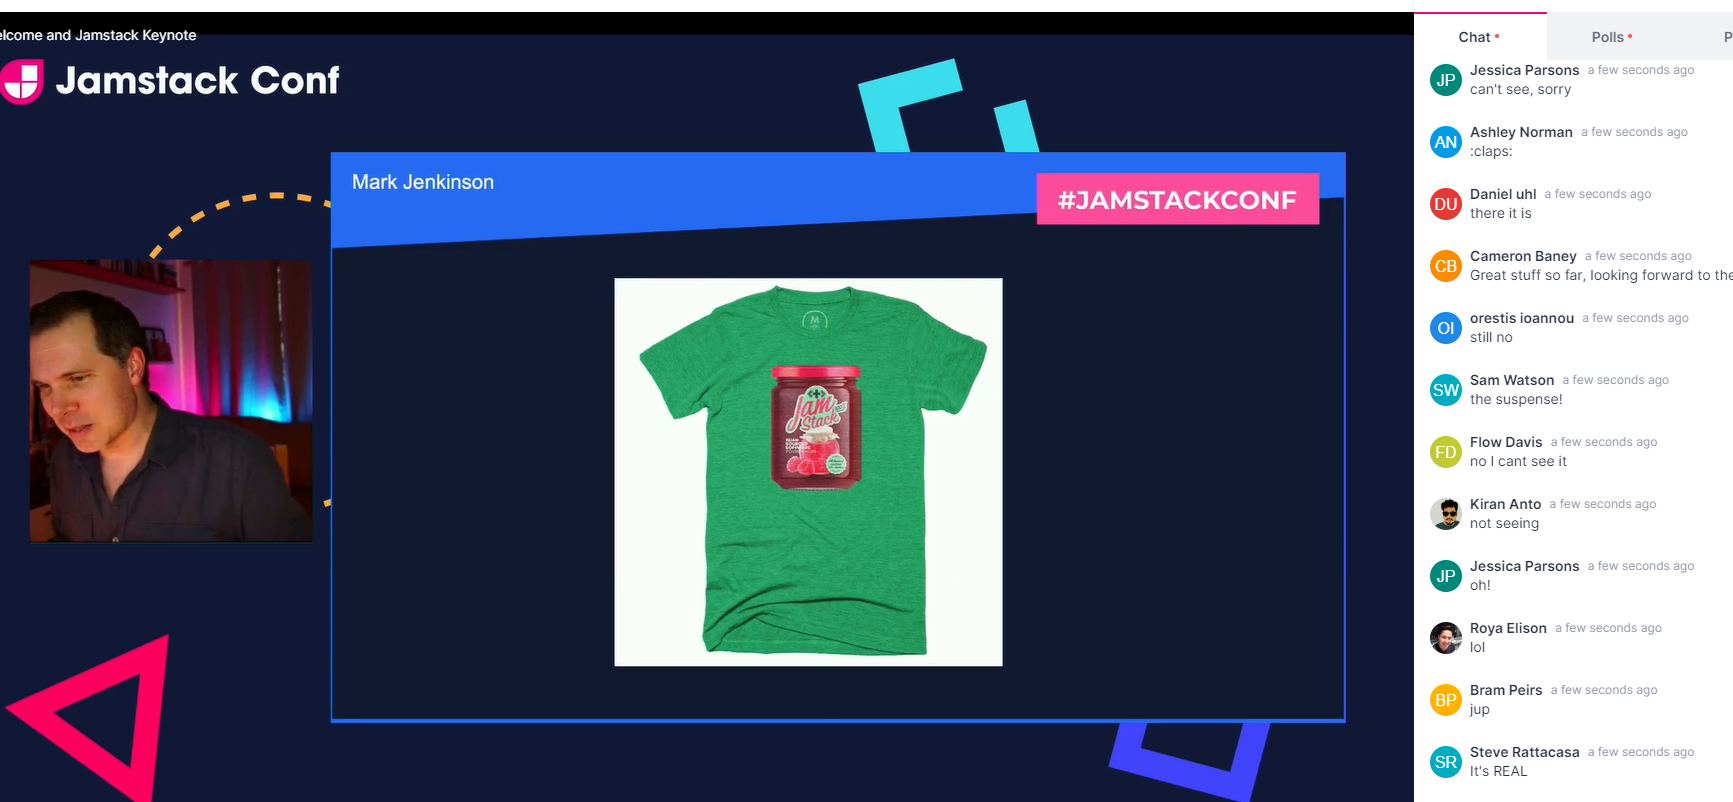 elcome and Jamstack Keynote
Jamstack Conf
Mark Jenkinson
#JAMSTACKCONF
M
Jam
Stack
Chat
Polls
P
JP
Jessica Parsons a few seconds ago
can't see, sorry
AN
Ashley Norman a few seconds ago
:claps:
DU
Daniel uhl a few seconds ago
there it is
CB
Cameron Baney a few seconds ago
Great stuff so far, looking forward to the
OI
orestis ioannou a few seconds ago
still no
SW
Sam Watson a few seconds ago
the suspense!
FD
Flow Davis a few seconds ago
no I cant see it
Kiran Anto a few seconds ago
not seeing
JP
Jessica Parsons a few seconds ago
oh!
Roya Elison a few seconds ago
lol
BP
Bram Peirs a few seconds ago
jup
SR
Steve Rattacasa a few seconds ago
It's REAL